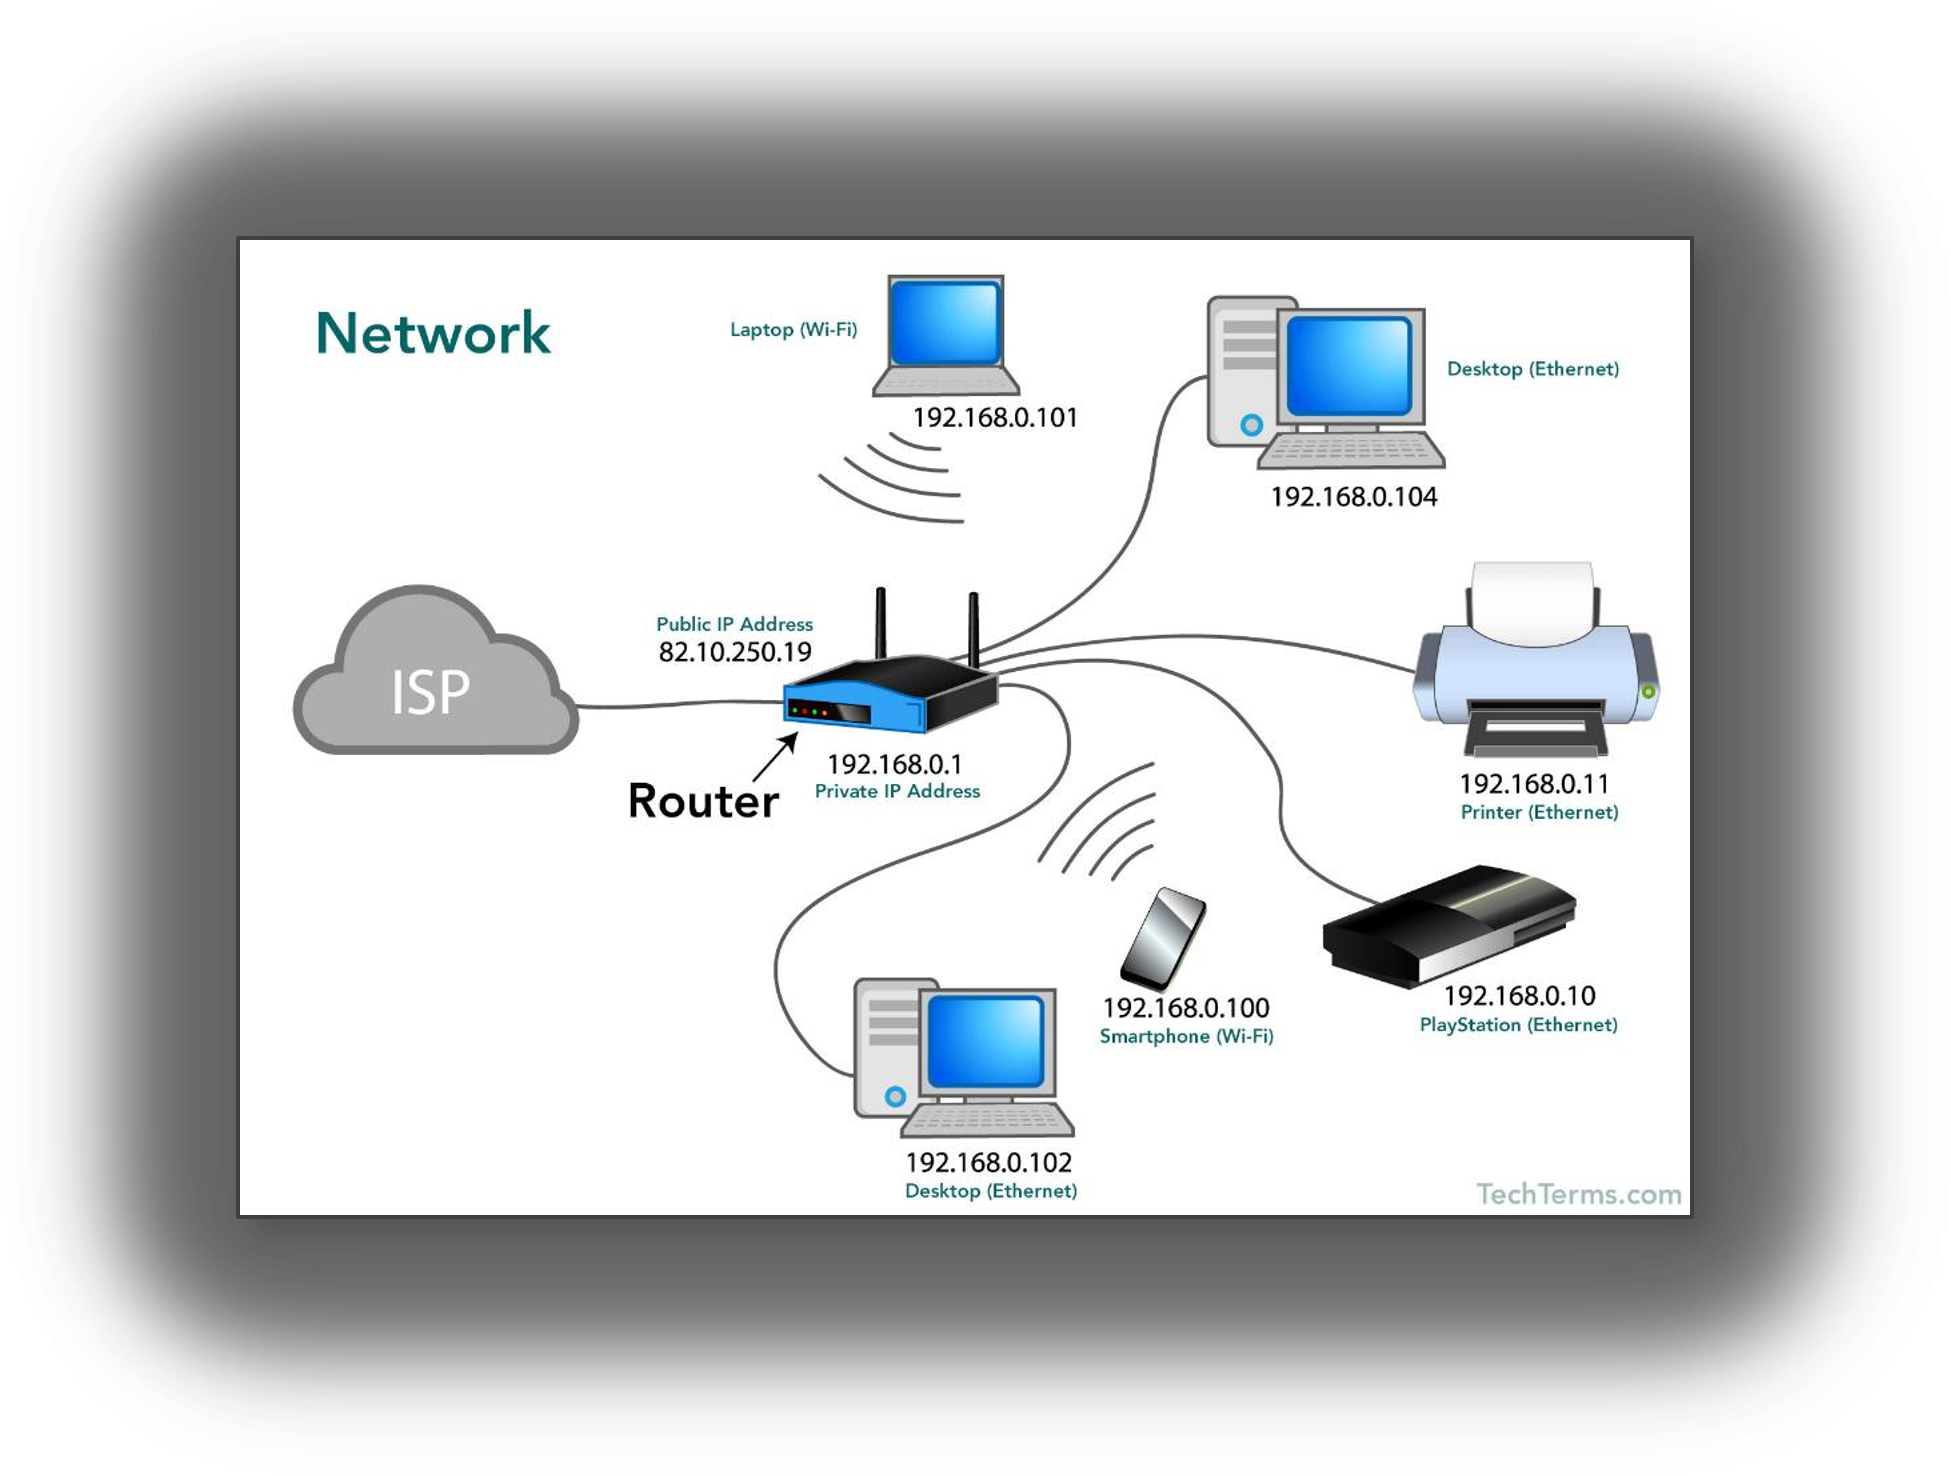 Network
Laptop (Wi-Fi)
192.168.0.101
Desktop (Ethernet)
192.168.0.104
ISP
Public IP Address
82.10.250.19
Router
192.168.0.1
Private IP Address
192.168.0.11
Printer (Ethernet)
192.168.0.100
Smartphone (Wi-Fi)
192.168.0.10
PlayStation (Ethernet)
192.168.0.102
Desktop (Ethernet)
TechTerms.com